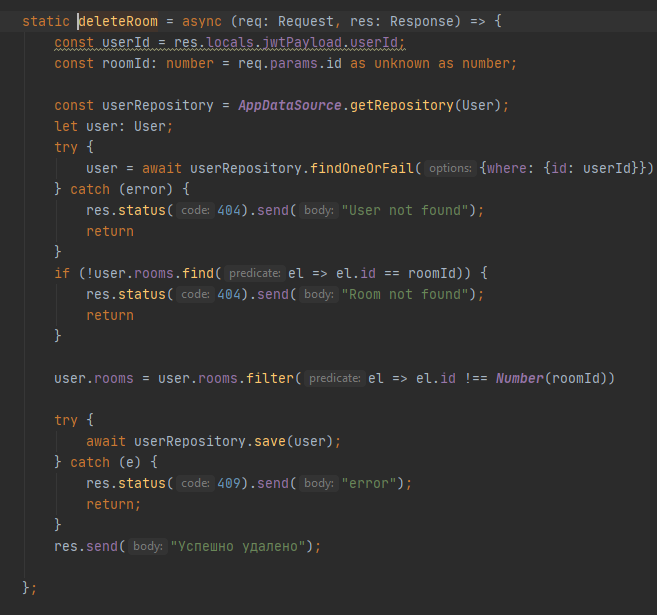 static deleteRoom = async (req: Request, res: Response) => {
const userId = res.locals.jwtPayload.userId;
const roomId: number = req.params.id as unknown as number;
const userRepository = AppDataSource.getRepository(User);
let user: User;
try {
user = await userRepository.findOneOrFail( options: {where: {id: userId}})
} catch (error) {
res.status( code: 404).send( body: "User not found");
return
}
if (!user.rooms.find( predicate: el => el.id == roomId)) {
res.status( code: 404).send( body: "Room not found");
return
}
user.rooms = user.rooms.filter( predicate: el => el.id !== Number(roomId))
try {
await userRepository.save(user);
} catch (e) {
res.status( code: 409).send( body: "error");
return;
}
res.send( body: "Успешно удалено");
};